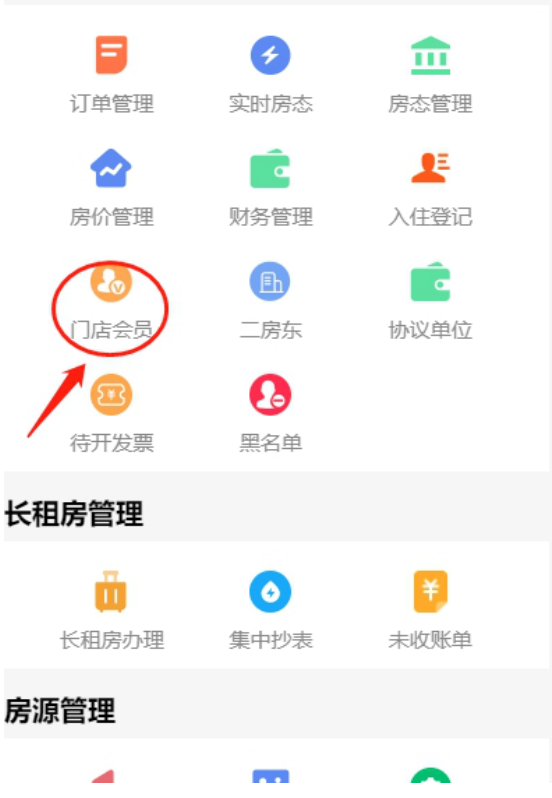 订单管理 实时房态 房态管理
房价管理 财务管理 入住登记
门店会员 二房东 协议单位
待开发票 黑名单
长租房管理
长租房办理 集中抄表 未收账单
房源管理